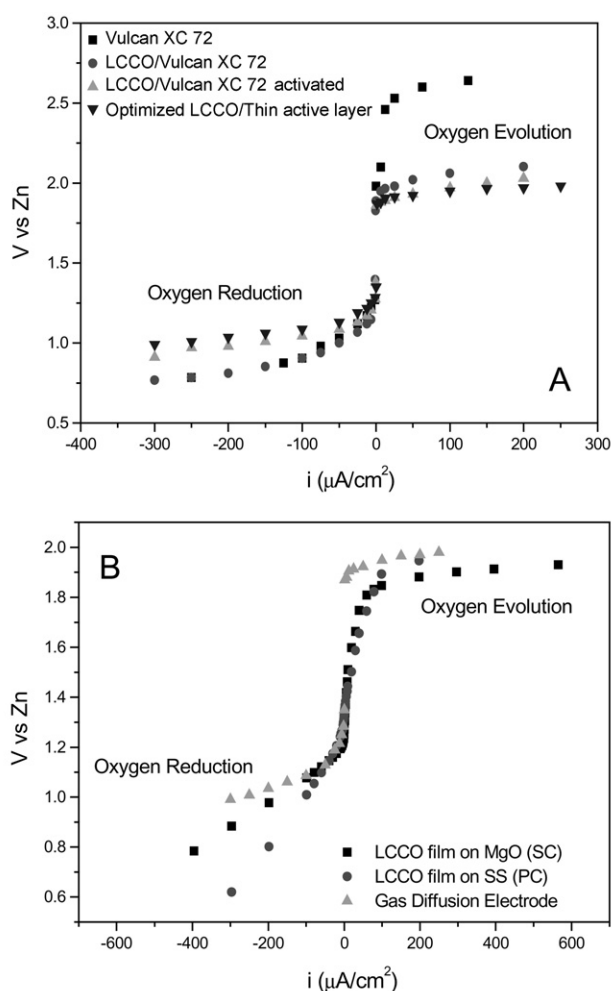 3.0
Vulcan XC 72
LCCO/Vulcan XC 72
LCCO/Vulcan XC 72 activated
Optimized LCCO/Thin active layer
2.5
Oxygen Evolution
2.0
V vs Zn
1.5
Oxygen Reduction
1.0
A
0.5
-400 -300 -200 -100 0 100 200 300
i (μA/cm²)
B
2.0
Oxygen Evolution
1.8
1.6
V vs Zn
1.4
1.2
Oxygen Reduction
1.0
0.8
LCCO film on MgO (SC)
LCCO film on SS (PC)
0.6
Gas Diffusion Electrode
-600 -400 -200 0 200 400 600
i (μA/cm²)